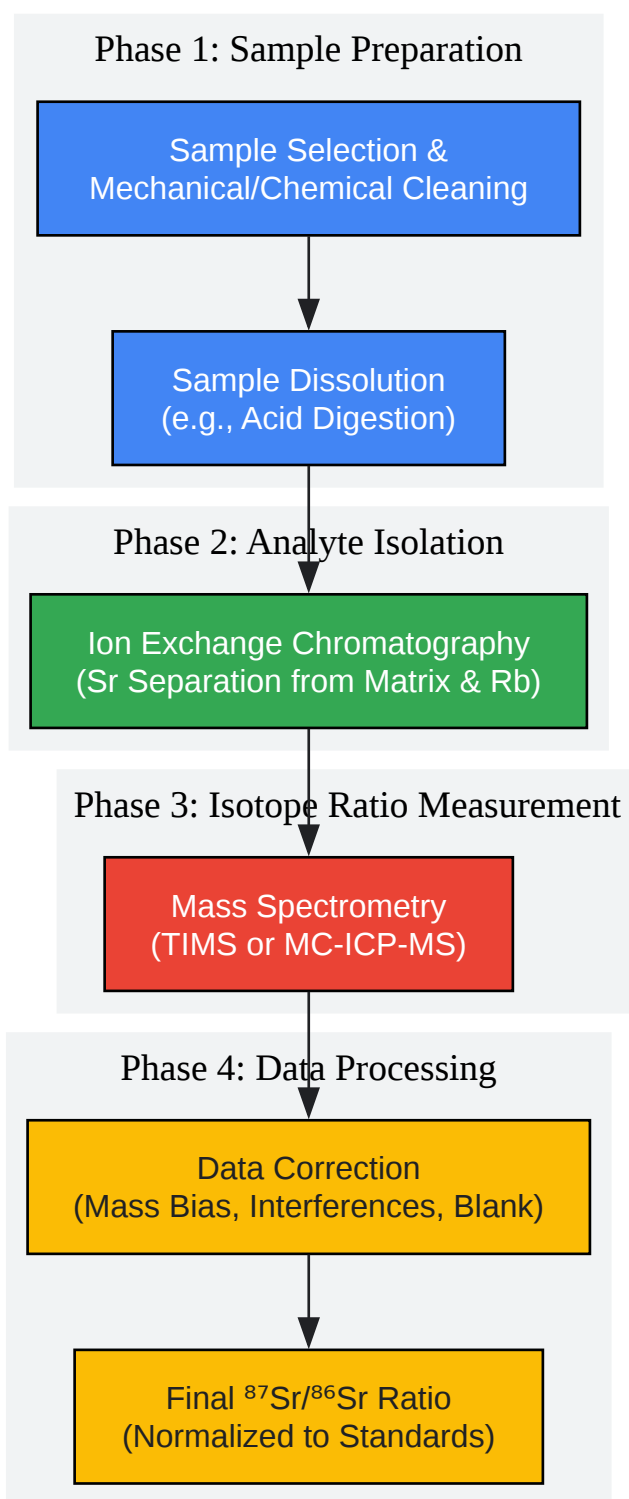 Phase 1: Sample Preparation
Sample Selection &
Mechanical/Chemical Cleaning
Sample Dissolution
(e.g., Acid Digestion)
Phase 2: Analyte Isolation
Ion Exchange Chromatography
(Sr Separation from Matrix & Rb)
Phase 3: Isotope Ratio Measurement
Mass Spectrometry
(TIMS or MC-ICP-MS)
Phase 4: Data Processing
Data Correction
(Mass Bias, Interferences, Blank)
Final ⁸⁷Sr/⁸⁶Sr Ratio
(Normalized to Standards)